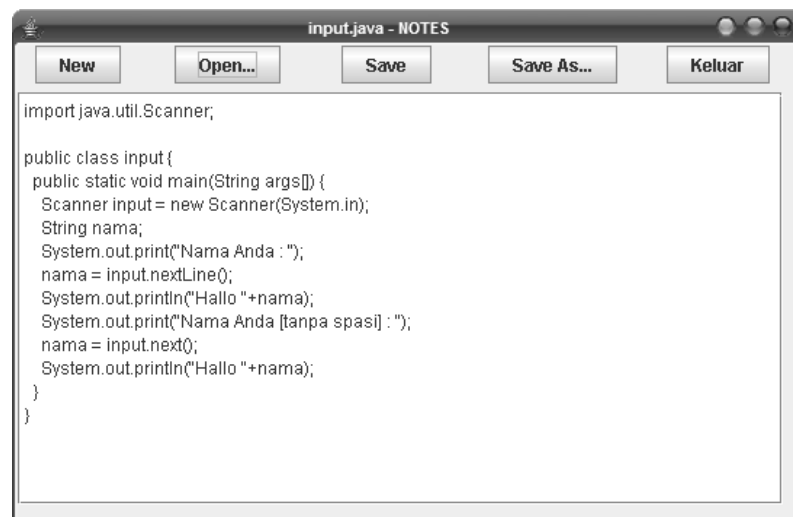 input.java - NOTES
New Open... Save Save As... Keluar
import java.util.Scanner;
public class input {
public static void main(String args[]) {
Scanner input = new Scanner(System.in);
String nama;
System.out.print("Nama Anda : ");
nama = input.nextLine();
System.out.println("Hallo "+nama);
System.out.print("Nama Anda [tanpa spasi] : ");
nama = input.next();
System.out.println("Hallo "+nama);
}
}